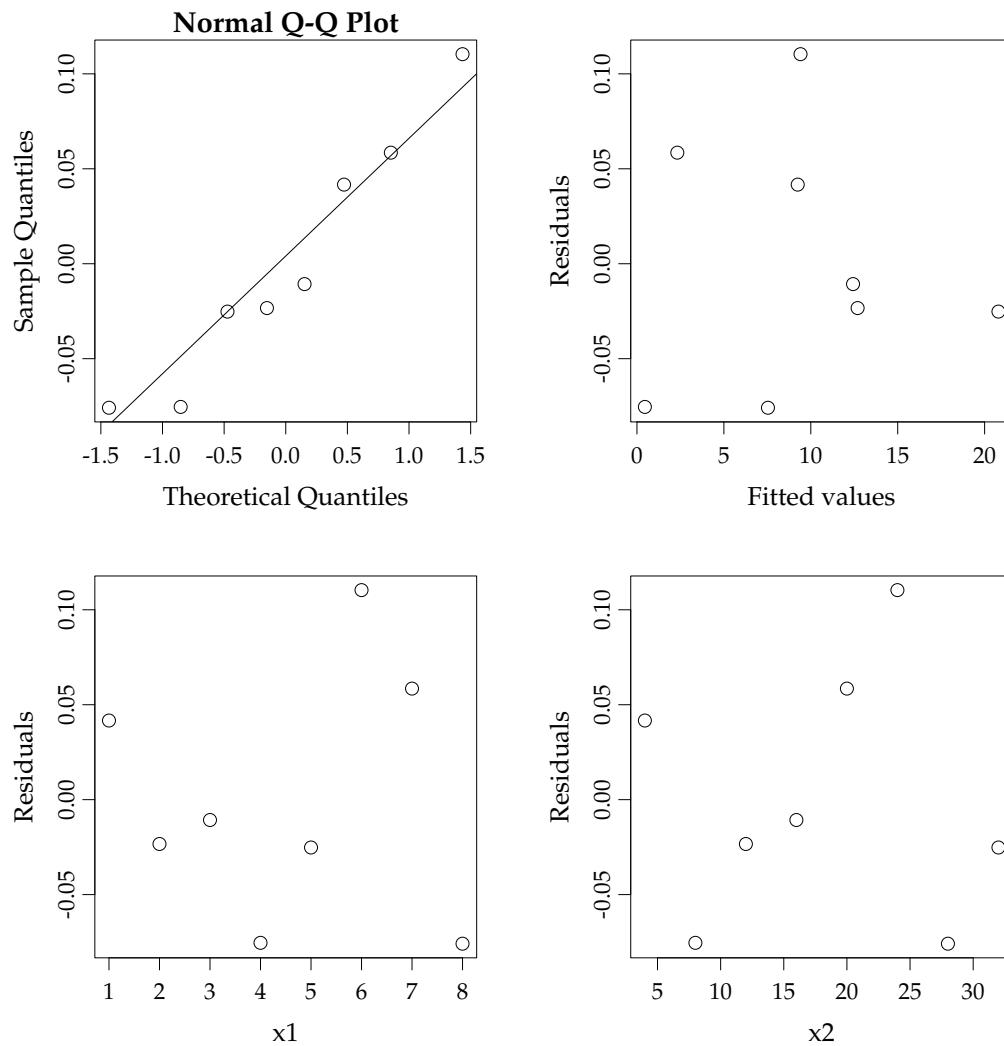 Normal Q-Q Plot
Sample Quantiles
0.10
0.05
0.00
-0.05
-1.5 -1.0 -0.5 0.0 0.5 1.0 1.5
Theoretical Quantiles
Residuals
0.10
0.05
0.00
-0.05
0 5 10 15 20
Fitted values
Residuals
0.10
0.05
0.00
-0.05
1 2 3 4 5 6 7 8
x1
Residuals
0.10
0.05
0.00
-0.05
5 10 15 20 25 30
x2